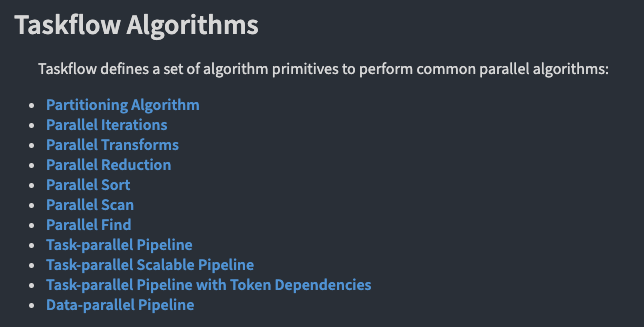 Taskflow Algorithms
Taskflow defines a set of algorithm primitives to perform common parallel algorithms:
• Partitioning Algorithm
• Parallel Iterations
• Parallel Transforms
• Parallel Reduction
• Parallel Sort
• Parallel Scan
• Parallel Find
• Task-parallel Pipeline
• Task-parallel Scalable Pipeline
• Task-parallel Pipeline with Token Dependencies
• Data-parallel Pipeline